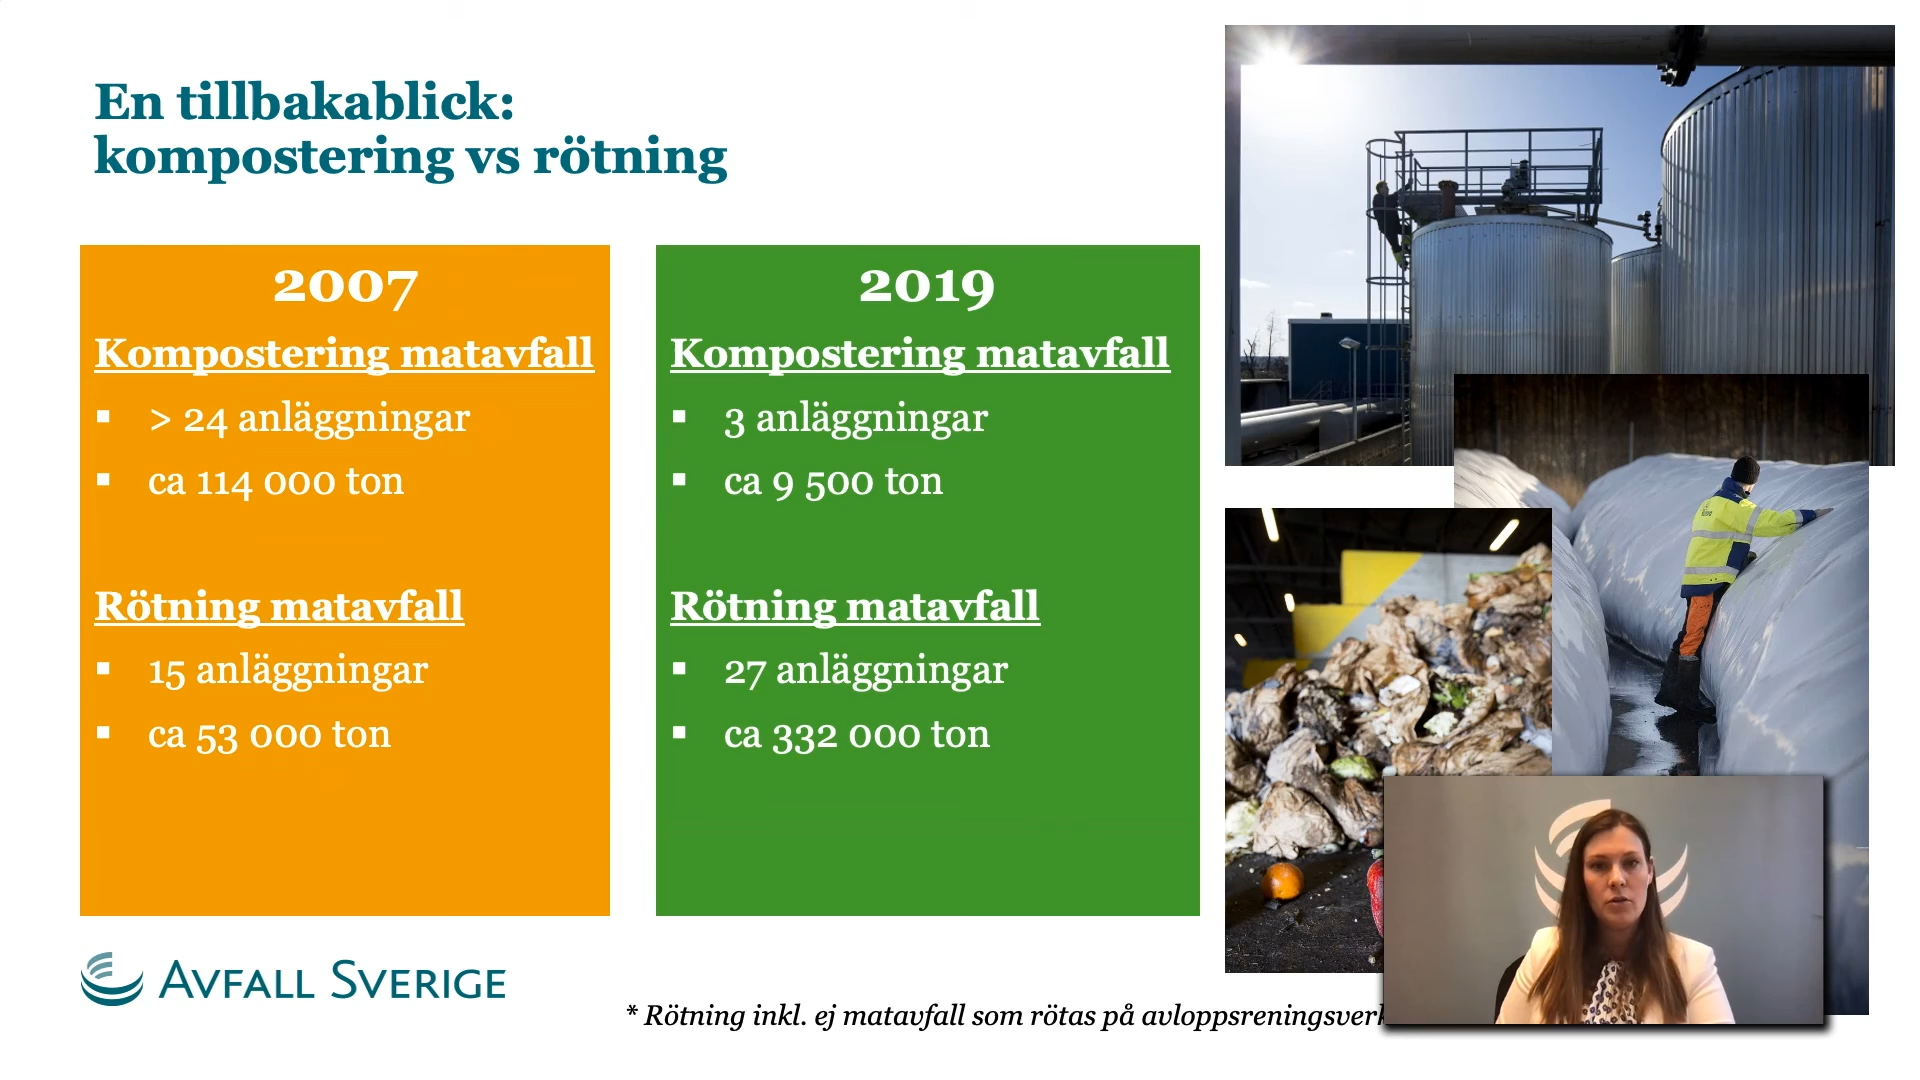 En tillbakablick:
kompostering vs rötning
2007
Kompostering matavfall
▪ > 24 anläggningar
▪ ca 114 000 ton
Rötning matavfall
▪ 15 anläggningar
▪ ca 53 000 ton
2019
Kompostering matavfall
▪ 3 anläggningar
▪ ca 9 500 ton
Rötning matavfall
▪ 27 anläggningar
▪ ca 332 000 ton
AVFALL SVERIGE
* Rötning inkl. ej matavfall som rötas på